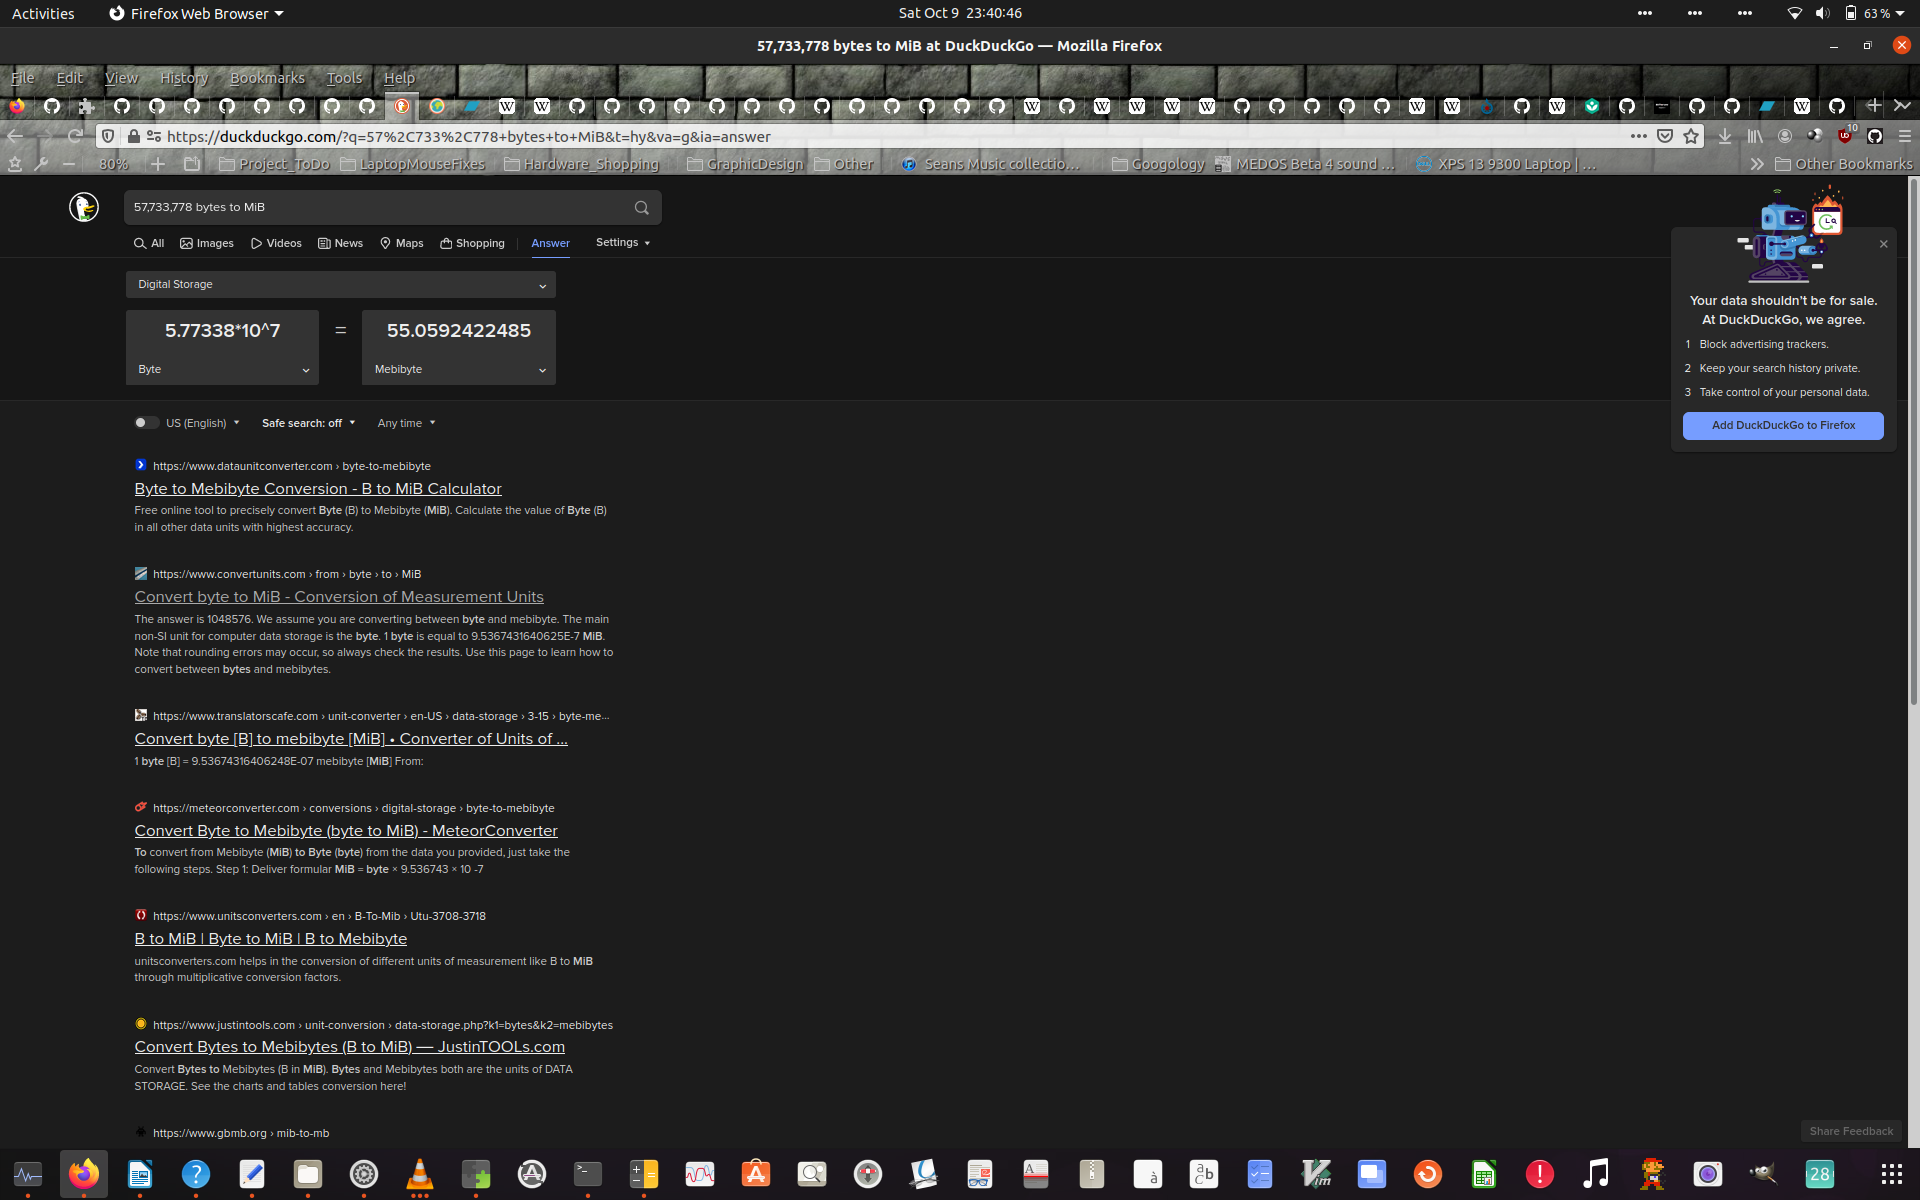 Activities
Firefox Web Browser
Sat Oct 9  23:40:46
63 %
57,733,778 bytes to MiB at DuckDuckGo — Mozilla Firefox
File Edit View History Bookmarks Tools Help
https://duckduckgo.com/?q=57%2C733%2C778+bytes+to+MiB&t=hy&va=g&ia=answer
10
80%
Project_ToDo
LaptopMouseFixes
Hardware_Shopping
GraphicDesign
Other
Seans Music collectio...
Googology
MEDOS Beta 4 sound ...
XPS 13 9300 Laptop | ...
Other Bookmarks
57,733,778 bytes to MiB
All Images Videos News Maps Shopping Answer Settings
Digital Storage
5.77338*10^7 = 55.0592422485
Byte Mebibyte
US (English) Safe search: off Any time
https://www.dataunitconverter.com › byte-to-mebibyte
Byte to Mebibyte Conversion - B to MiB Calculator
Free online tool to precisely convert Byte (B) to Mebibyte (MiB). Calculate the value of Byte (B)
in all other data units with highest accuracy.
https://www.convertunits.com › from › byte › to › MiB
Convert byte to MiB - Conversion of Measurement Units
The answer is 1048576. We assume you are converting between byte and mebibyte. The main
non-SI unit for computer data storage is the byte. 1 byte is equal to 9.5367431640625E-7 MiB.
Note that rounding errors may occur, so always check the results. Use this page to learn how to
convert between bytes and mebibytes.
https://www.translatorscafe.com › unit-converter › en-US › data-storage › 3-15 › byte-me...
Convert byte [B] to mebibyte [MiB] • Converter of Units of ...
1 byte [B] = 9.53674316406248E-07 mebibyte [MiB] From:
https://meteorconverter.com › conversions › digital-storage › byte-to-mebibyte
Convert Byte to Mebibyte (byte to MiB) - MeteorConverter
To convert from Mebibyte (MiB) to Byte (byte) from the data you provided, just take the
following steps. Step 1: Deliver formular MiB = byte × 9.536743 × 10 -7
https://www.unitsconverters.com › en › B-To-Mib › Utu-3708-3718
B to MiB | Byte to MiB | B to Mebibyte
unitsconverters.com helps in the conversion of different units of measurement like B to MiB
through multiplicative conversion factors.
https://www.justintools.com › unit-conversion › data-storage.php?k1=bytes&k2=mebibytes
Convert Bytes to Mebibytes (B to MiB) — JustinTOOLs.com
Convert Bytes to Mebibytes (B in MiB). Bytes and Mebibytes both are the units of DATA
STORAGE. See the charts and tables conversion here!
https://www.gbmb.org › mib-to-mb
Your data shouldn't be for sale.
At DuckDuckGo, we agree.
1 Block advertising trackers.
2 Keep your search history private.
3 Take control of your personal data.
Add DuckDuckGo to Firefox
Share Feedback
28